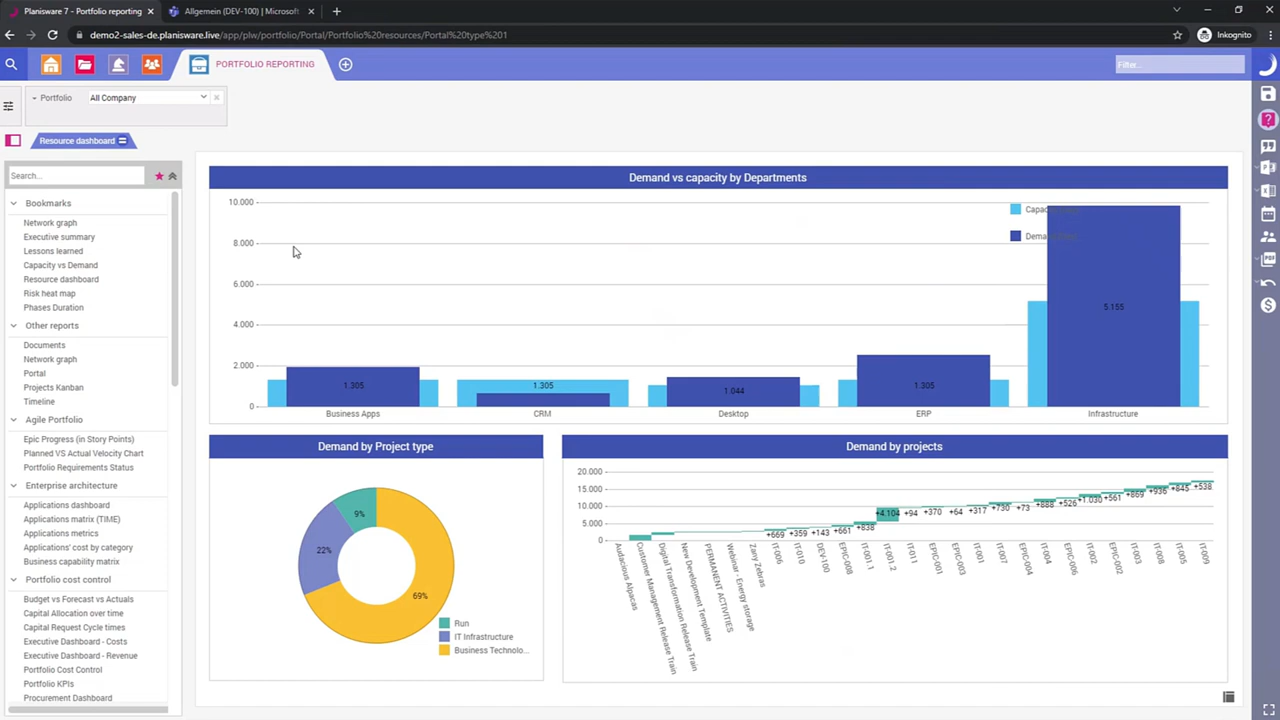 Planisware 7 - Portfolio reporting
Allgemein (DEV-100) | Microsoft
demo2-sales-de.planisware.live/app/plw/portfolio/Portal/Portfolio%20resources/Portal%20type%201
Inkognito
PORTFOLIO REPORTING
Filter...
Portfolio
All Company
Resource dashboard
Search...
Bookmarks
Network graph
Executive summary
Lessons learned
Capacity vs Demand
Resource dashboard
Risk heat map
Phases Duration
Other reports
Documents
Network graph
Portal
Projects Kanban
Timeline
Agile Portfolio
Epic Progress (in Story Points)
Planned VS Actual Velocity Chart
Portfolio Requirements Status
Enterprise architecture
Applications dashboard
Applications matrix (TIME)
Applications metrics
Applications' cost by category
Business capability matrix
Portfolio cost control
Budget vs Forecast vs Actuals
Capital Allocation over time
Capital Request Cycle times
Executive Dashboard - Costs
Executive Dashboard - Revenue
Portfolio Cost Control
Portfolio KPIs
Procurement Dashboard
Demand vs capacity by Departments
10.000
8.000
6.000
4.000
2.000
0
1.305
1.305
1.044
1.305
5.155
Business Apps
CRM
Desktop
ERP
Infrastructure
Demand by Project type
9%
22%
69%
Run
IT Infrastructure
Business Technolo...
Demand by projects
20.000
15.000
10.000
5.000
0
+669
+359
+143
+661
+838
+4.104
+94
+370
+64
+317
+730
+73
+888
+526
+1.030
+561
+869
+936
+845
+538
Audacious Alpacas
Customer Management Release Train
Digital Transformation Release Train
New Development Template
PERMANENT ACTIVITIES
Webinar - Energy storage
Zany Zebras
IT006
IT010
DEV-100
EPIC-008
IT001.1
IT001.2
IT011
EPIC-001
EPIC-003
IT001
IT007
EPIC-004
IT004
EPIC-006
IT002
EPIC-002
IT003
IT008
IT005
IT009